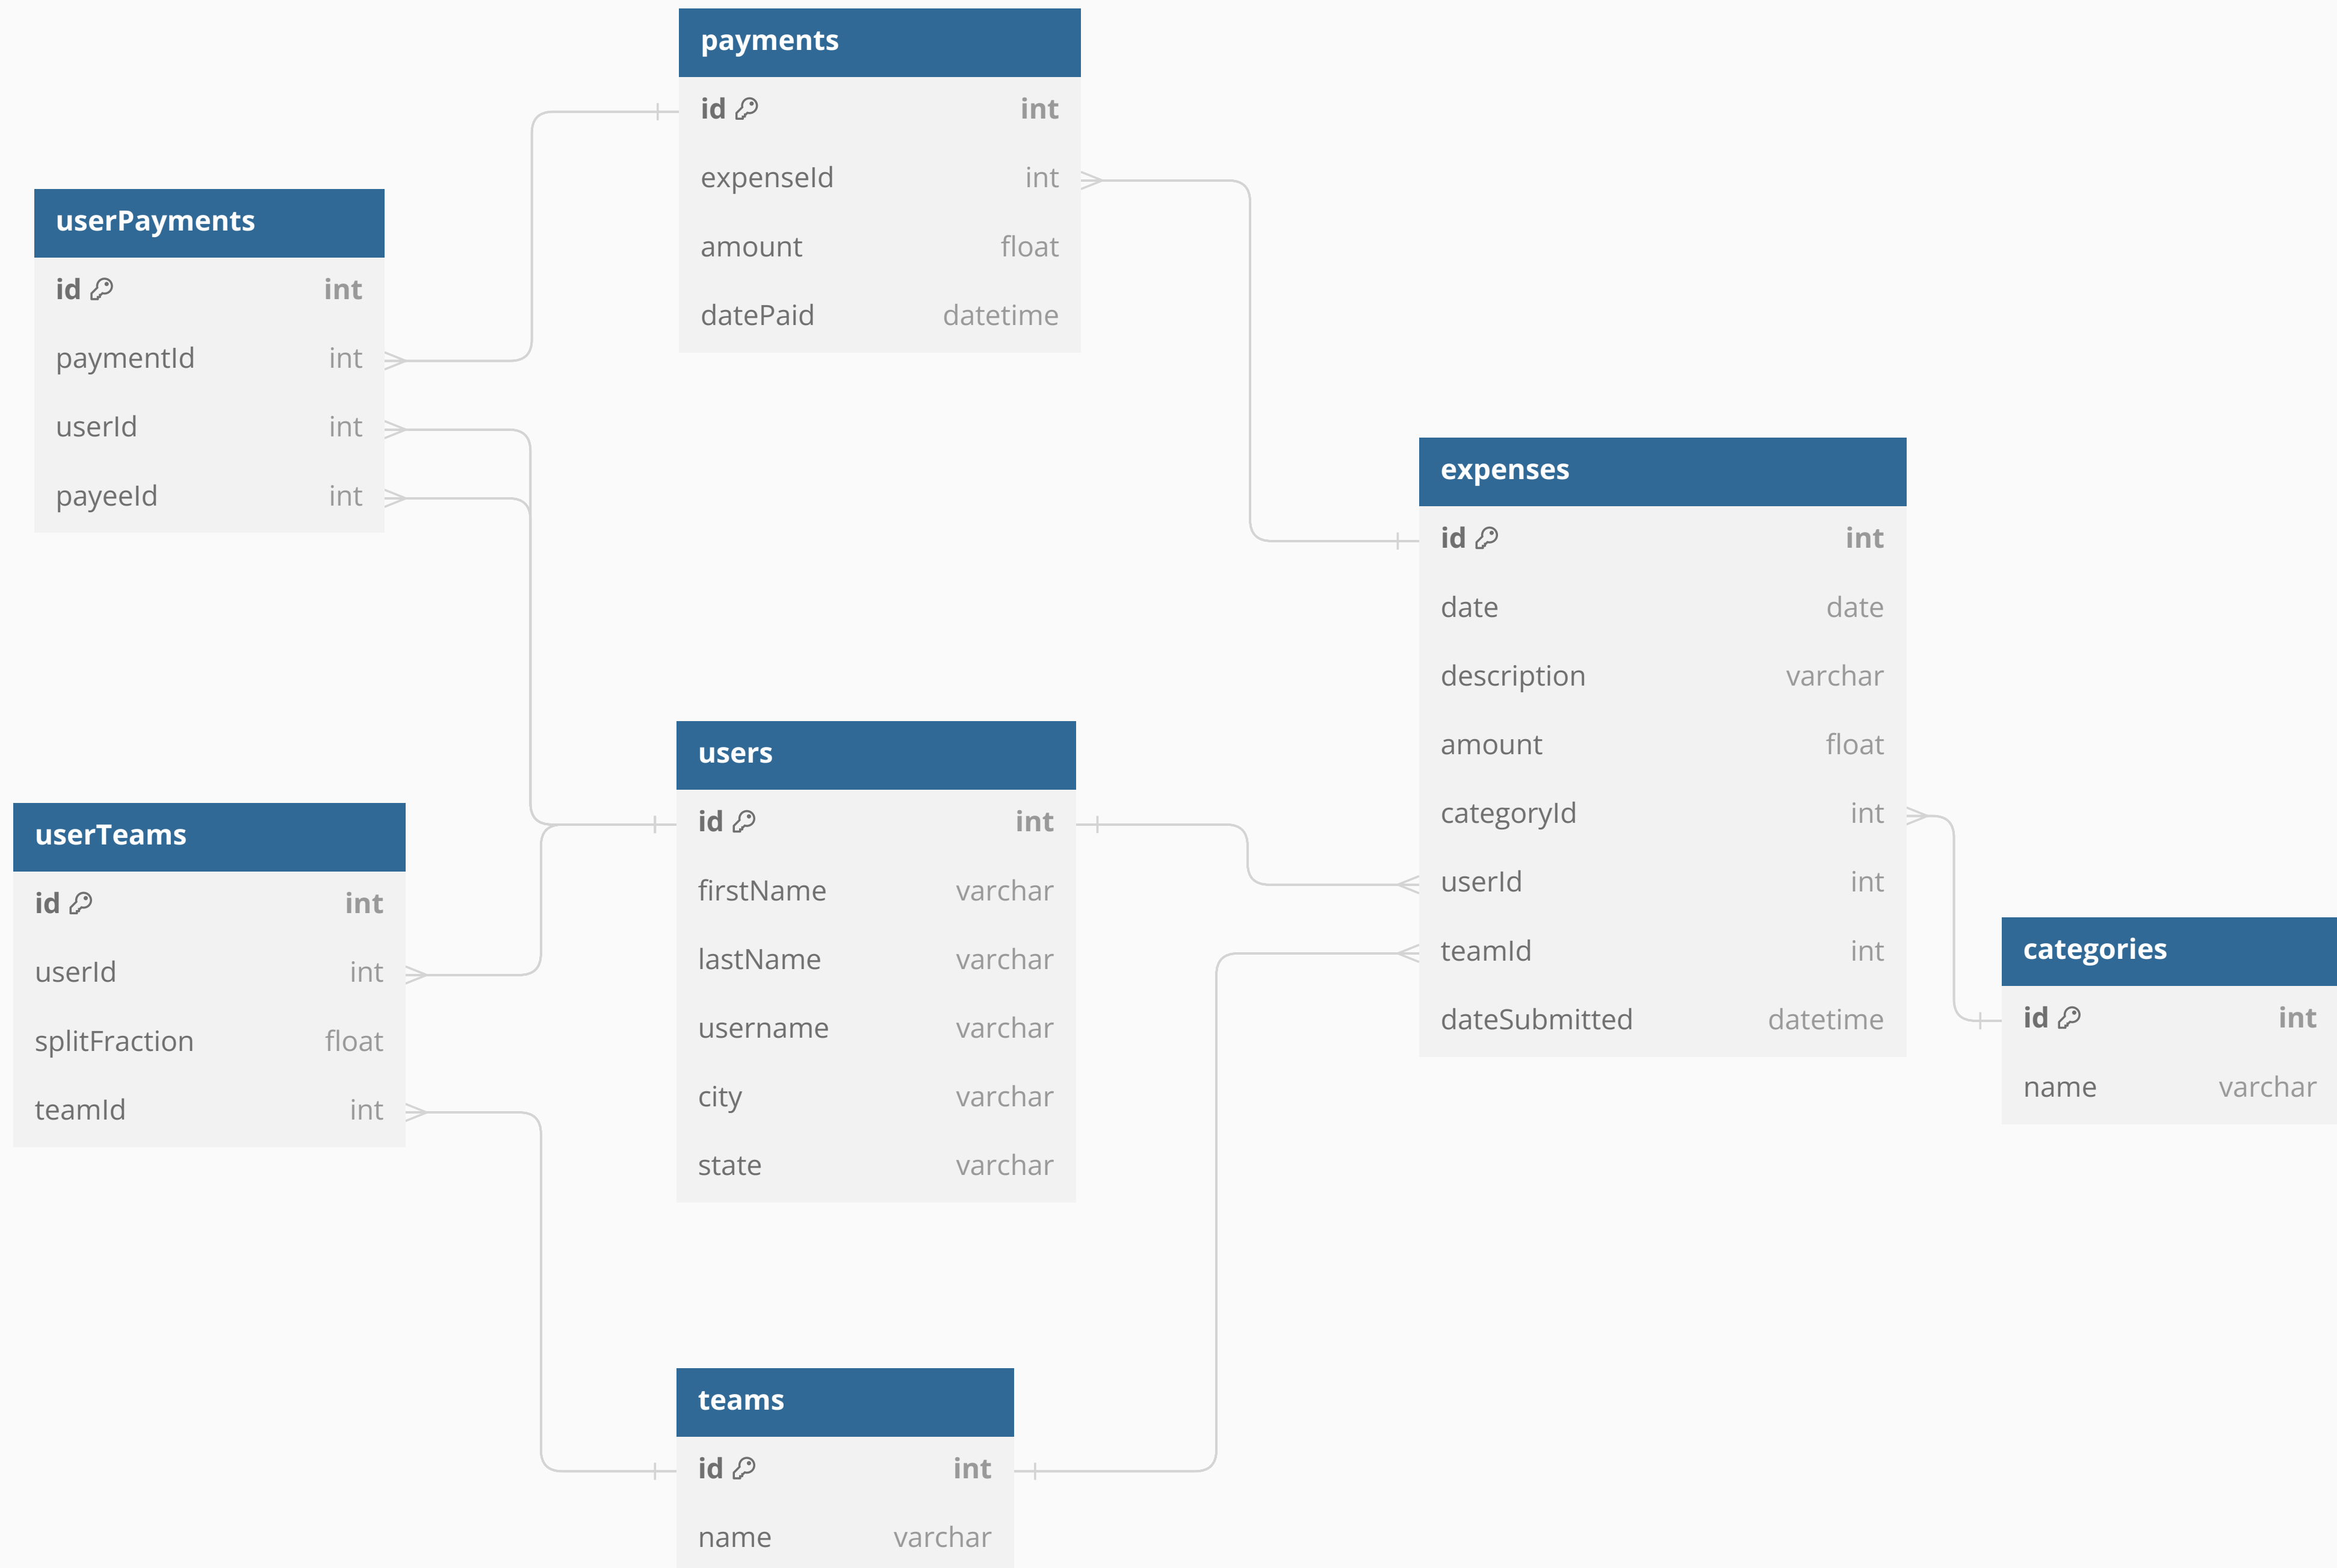 payments
id int
expenseId int
amount float
datePaid datetime
userPayments
id int
paymentId int
userId int
payeeId int
expenses
id int
date date
description varchar
amount float
categoryId int
userId int
teamId int
dateSubmitted datetime
users
id int
firstName varchar
lastName varchar
username varchar
city varchar
state varchar
userTeams
id int
userId int
splitFraction float
teamId int
categories
id int
name varchar
teams
id int
name varchar